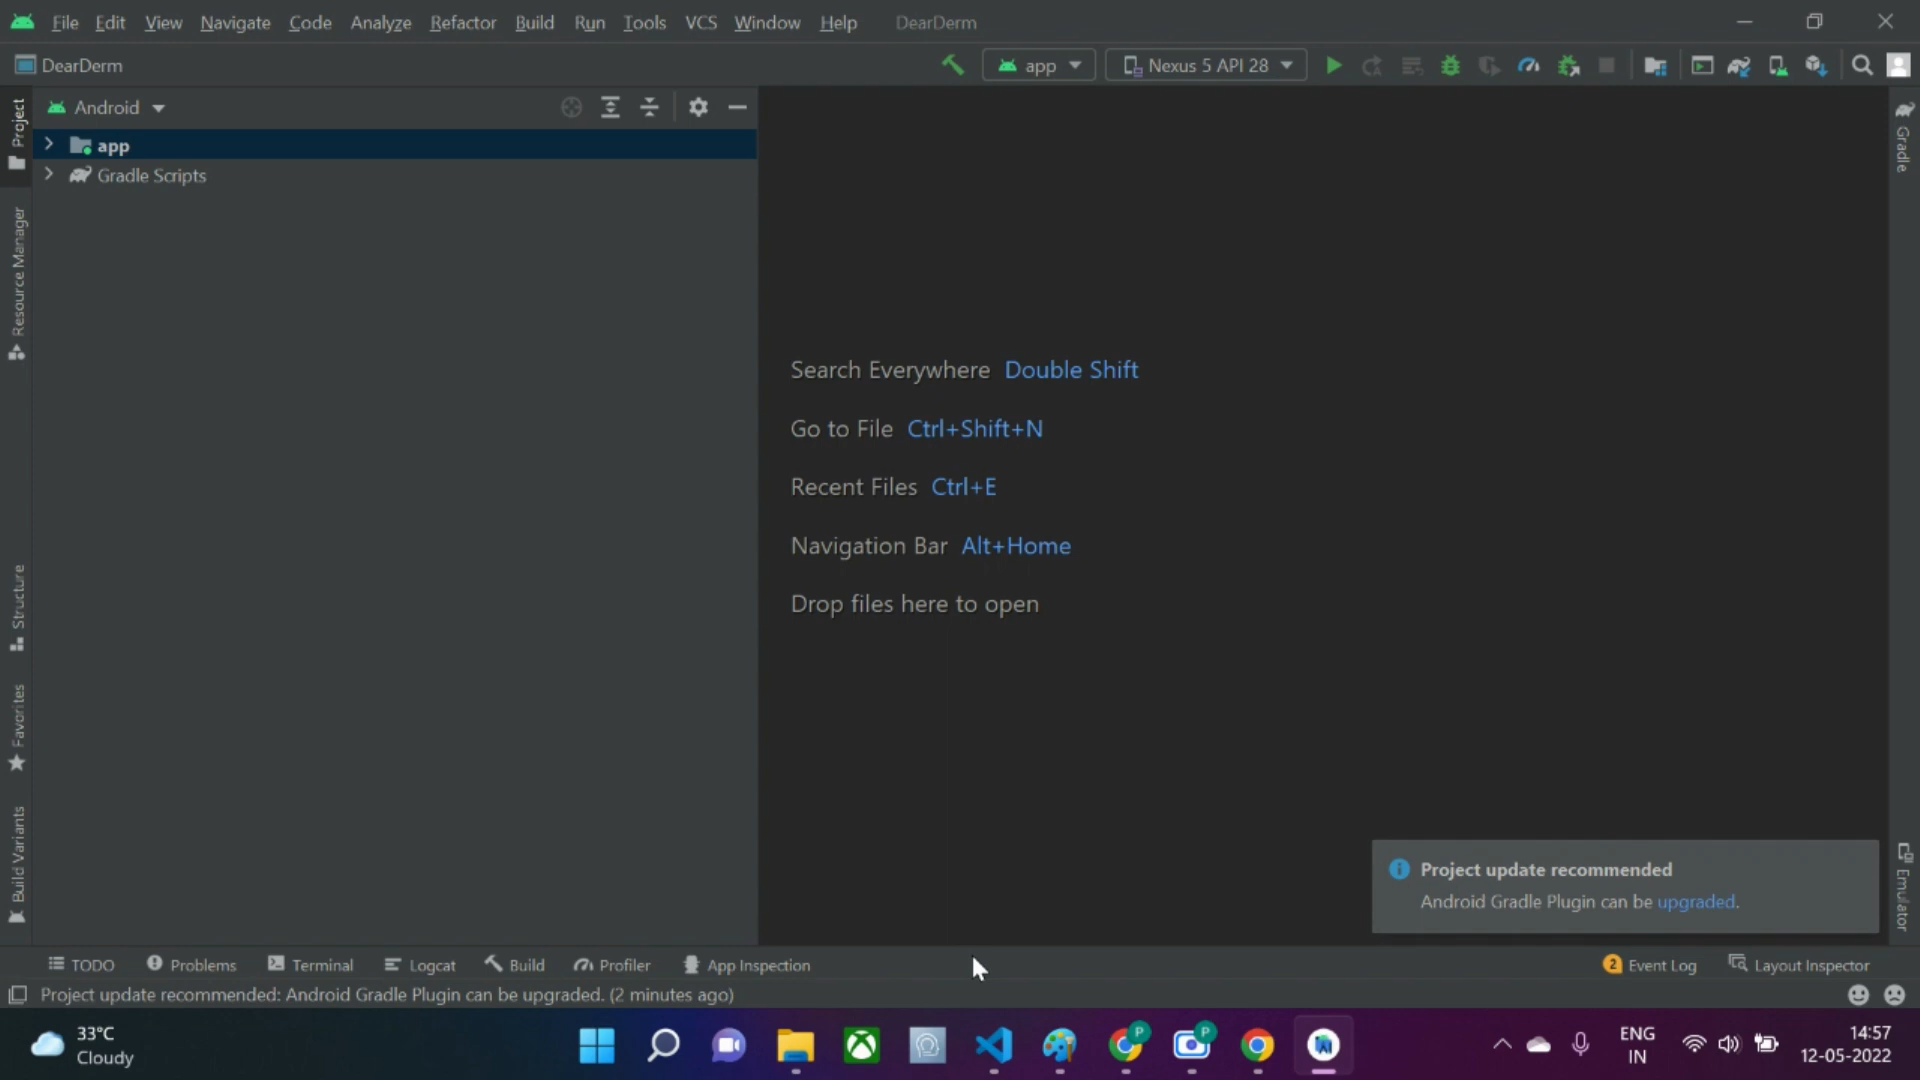 File Edit View Navigate Code Analyze Refactor Build Run Tools VCS Window Help DearDerm
DearDerm
app
Nexus 5 API 28
Project
Android
app
Gradle Scripts
Resource Manager
Structure
Favorites
Build Variants
Search Everywhere Double Shift
Go to File Ctrl+Shift+N
Recent Files Ctrl+E
Navigation Bar Alt+Home
Drop files here to open
Gradle
Emulator
Project update recommended
Android Gradle Plugin can be upgraded.
TODO Problems Terminal Logcat Build Profiler App Inspection
2 Event Log Layout Inspector
Project update recommended: Android Gradle Plugin can be upgraded. (2 minutes ago)
33°C
Cloudy
P
P
ENG
IN
14:57
12-05-2022